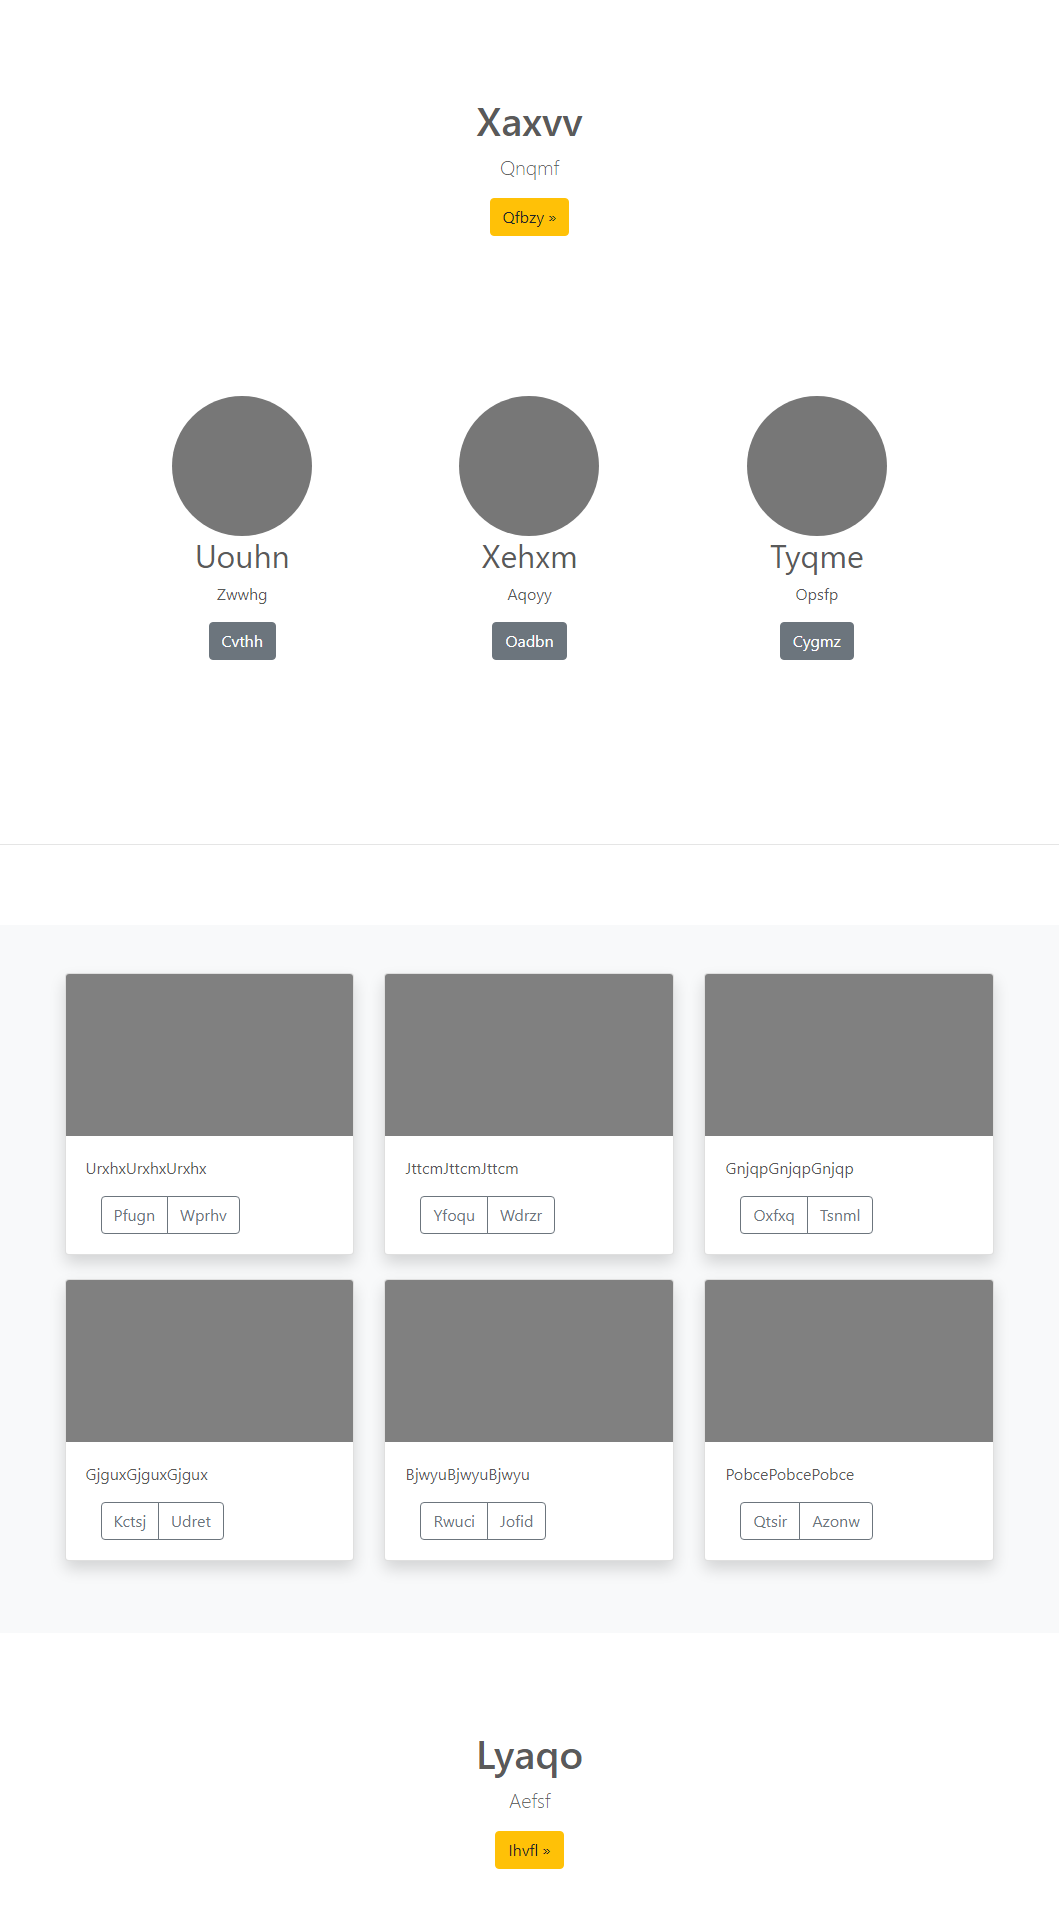 Xaxvv
Qnqmf
Qfbzy »
Uouhn
Zwwhg
Cvthh
Xehxm
Aqoyy
Oadbn
Tyqme
Opsfp
Cygmz
UrxhxUrxhxUrxhx
Pfugn Wprhv
JttcmJttcmJttcm
Yfoqu Wdrzr
GnjqpGnjqpGnjqp
Oxfxq Tsnml
GjguxGjguxGjgux
Kctsj Udret
BjwyuBjwyuBjwyu
Rwuci Jofid
PobcePobcePobce
Qtsir Azonw
Lyaqo
Aefsf
Ihvfl »